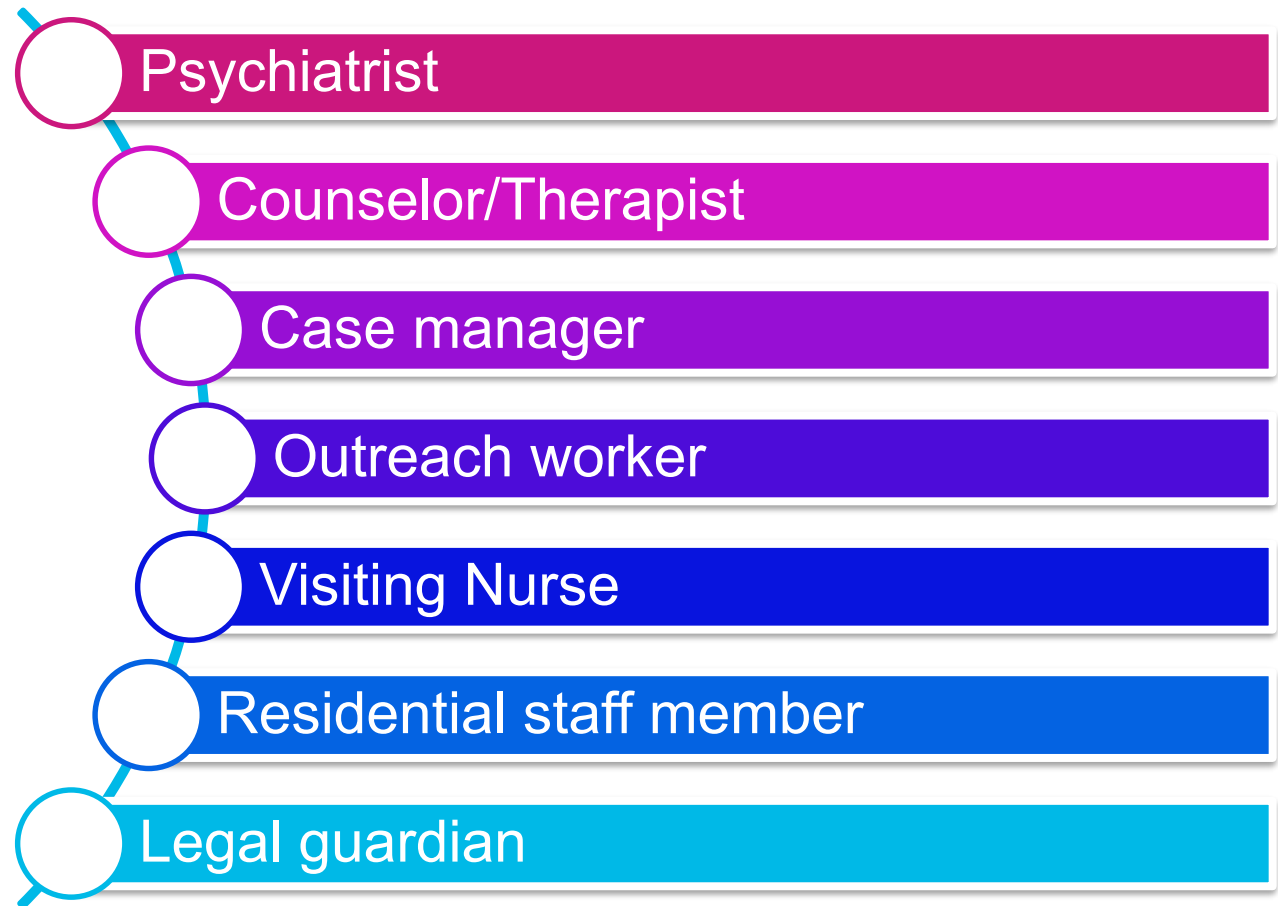 Psychiatrist
Counselor/Therapist
Case manager
Outreach worker
Visiting Nurse
Residential staff member
Legal guardian